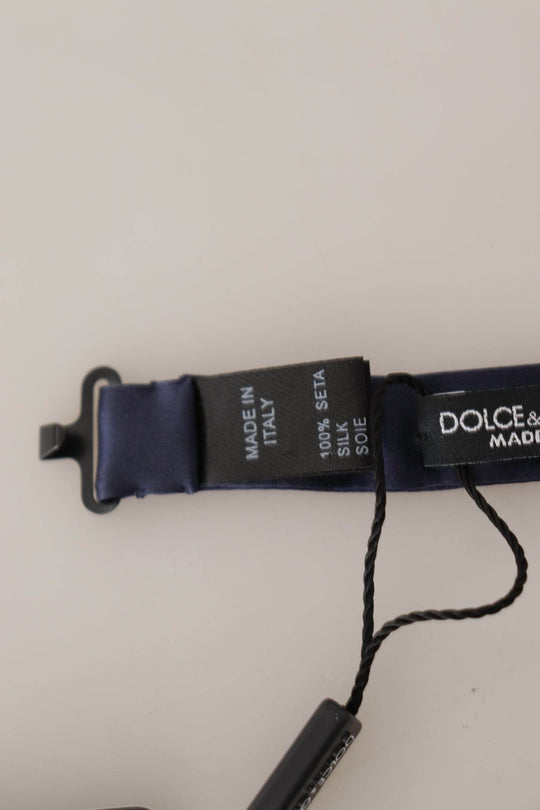 MADE IN
ITALY
100% SETA
SILK
SOIE
DOLCE&
MADE